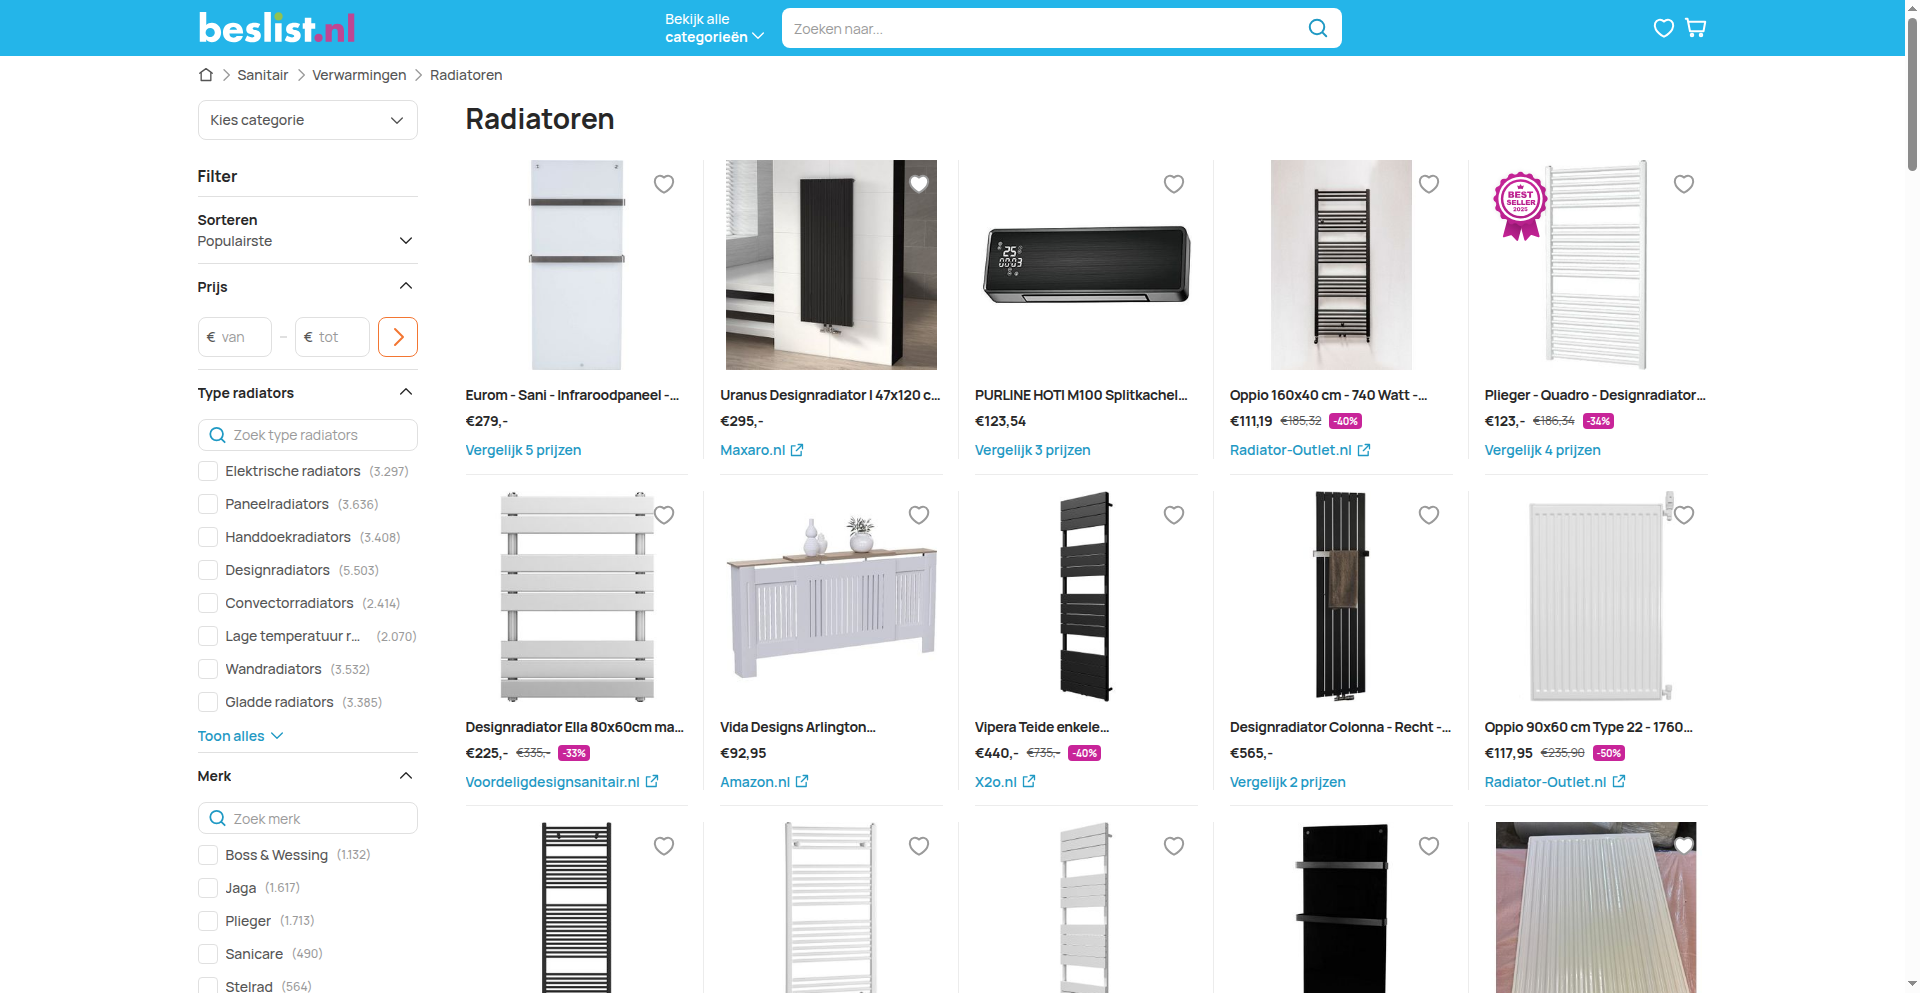 beslist.nl
Bekijk alle
categorieën
Zoeken naar...
Sanitair
Verwarmingen
Radiatoren
Kies categorie
Filter
Sorteren
Populairste
Prijs
€ van
–
€ tot
Type radiators
Zoek type radiators
Elektrische radiators (3.297)
Paneelradiators (3.636)
Handdoekradiators (3.408)
Designradiators (5.503)
Convectorradiators (2.414)
Lage temperatuur r... (2.070)
Wandradiators (3.532)
Gladde radiators (3.385)
Toon alles
Merk
Zoek merk
Boss & Wessing (1.132)
Jaga (1.617)
Plieger (1.713)
Sanicare (490)
Stelrad (564)
Radiatoren
Eurom - Sani - Infraroodpaneel -...
€279,-
Vergelijk 5 prijzen
Uranus Designradiator | 47x120 c...
€295,-
Maxaro.nl
25
0003
PURLINE HOTI M100 Splitkachel...
€123,54
Vergelijk 3 prijzen
Oppio 160x40 cm - 740 Watt -...
€111,19 €185,32 -40%
Radiator-Outlet.nl
BEST
SELLER
2025
Plieger - Quadro - Designradiator...
€123,- €186,34 -34%
Vergelijk 4 prijzen
Designradiator Ella 80x60cm ma...
€225,- €335,- -33%
Voordeligdesignsanitair.nl
Vida Designs Arlington...
€92,95
Amazon.nl
Vipera Teide enkele...
€440,- €735,- -40%
X2o.nl
Designradiator Colonna - Recht -...
€565,-
Vergelijk 2 prijzen
Oppio 90x60 cm Type 22 - 1760...
€117,95 €235,90 -50%
Radiator-Outlet.nl